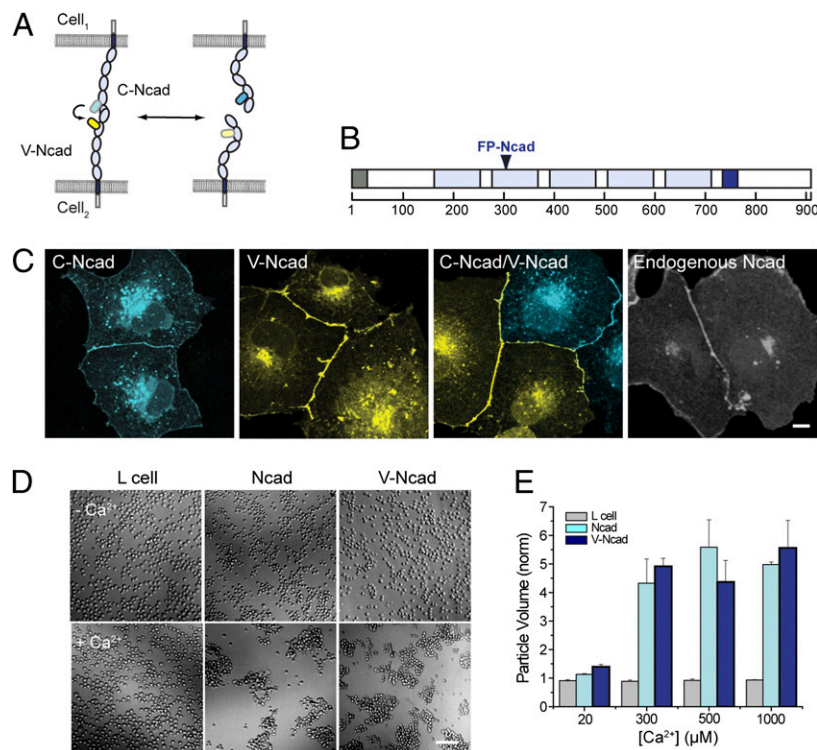 A
Cell1
C-Ncad
V-Ncad
Cell2
B
FP-Ncad
1 100 200 300 400 500 600 700 800 900
C
C-Ncad V-Ncad C-Ncad/V-Ncad Endogenous Ncad
D
L cell Ncad V-Ncad
- Ca2+
+ Ca2+
E
L cell
Ncad
V-Ncad
Particle Volume (norm)
7
6
5
4
3
2
1
0
20 300 500 1000
[Ca2+] (µM)